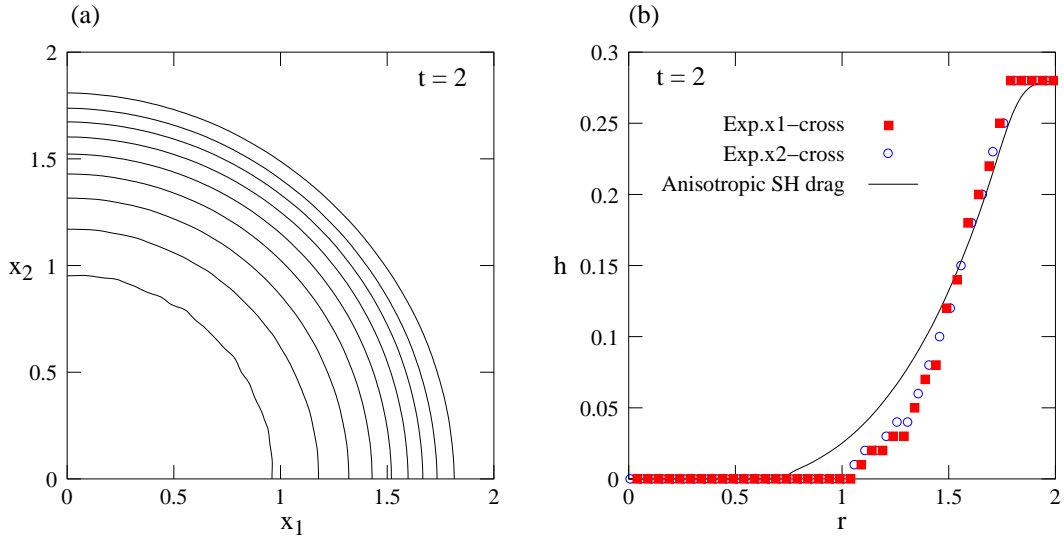 (a)
(b)
2
1.5
1
0.5
0
x2
t = 2
0
0.5
1
1.5
2
x1
0.3
0.25
0.2
0.15
0.1
0.05
0
h
t = 2
Exp.x1−cross
Exp.x2−cross
Anisotropic SH drag
0
0.5
1
1.5
2
r